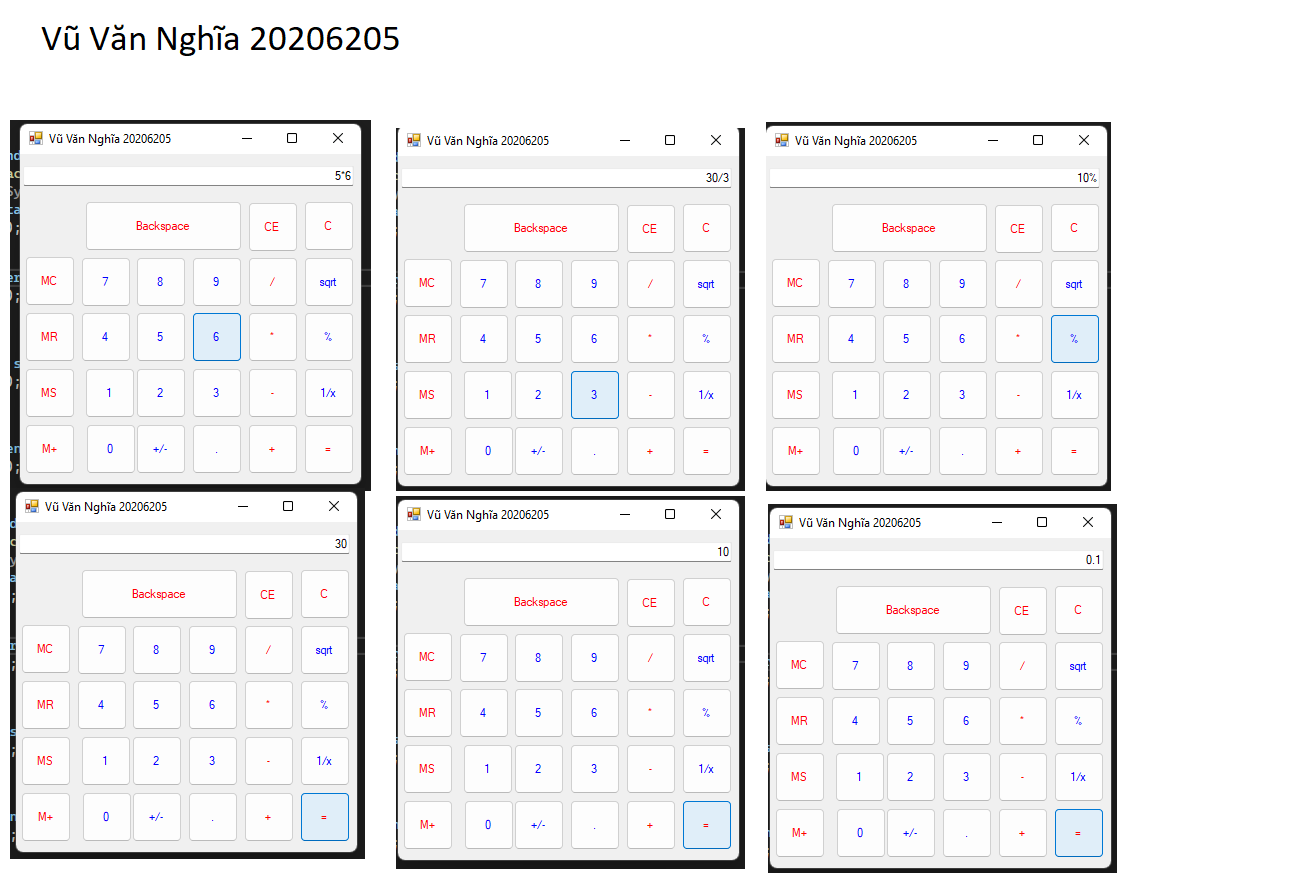 Vũ Văn Nghĩa 20206205
Vũ Văn Nghĩa 20206205
5*6
Backspace CE C
MC 7 8 9 / sqrt
MR 4 5 6 * %
MS 1 2 3 - 1/x
M+ 0 +/- . + =
Vũ Văn Nghĩa 20206205
30/3
Backspace CE C
MC 7 8 9 / sqrt
MR 4 5 6 * %
MS 1 2 3 - 1/x
M+ 0 +/- . + =
Vũ Văn Nghĩa 20206205
10%
Backspace CE C
MC 7 8 9 / sqrt
MR 4 5 6 * %
MS 1 2 3 - 1/x
M+ 0 +/- . + =
Vũ Văn Nghĩa 20206205
30
Backspace CE C
MC 7 8 9 / sqrt
MR 4 5 6 * %
MS 1 2 3 - 1/x
M+ 0 +/- . + =
Vũ Văn Nghĩa 20206205
10
Backspace CE C
MC 7 8 9 / sqrt
MR 4 5 6 * %
MS 1 2 3 - 1/x
M+ 0 +/- . + =
Vũ Văn Nghĩa 20206205
0.1
Backspace CE C
MC 7 8 9 / sqrt
MR 4 5 6 * %
MS 1 2 3 - 1/x
M+ 0 +/- . + =